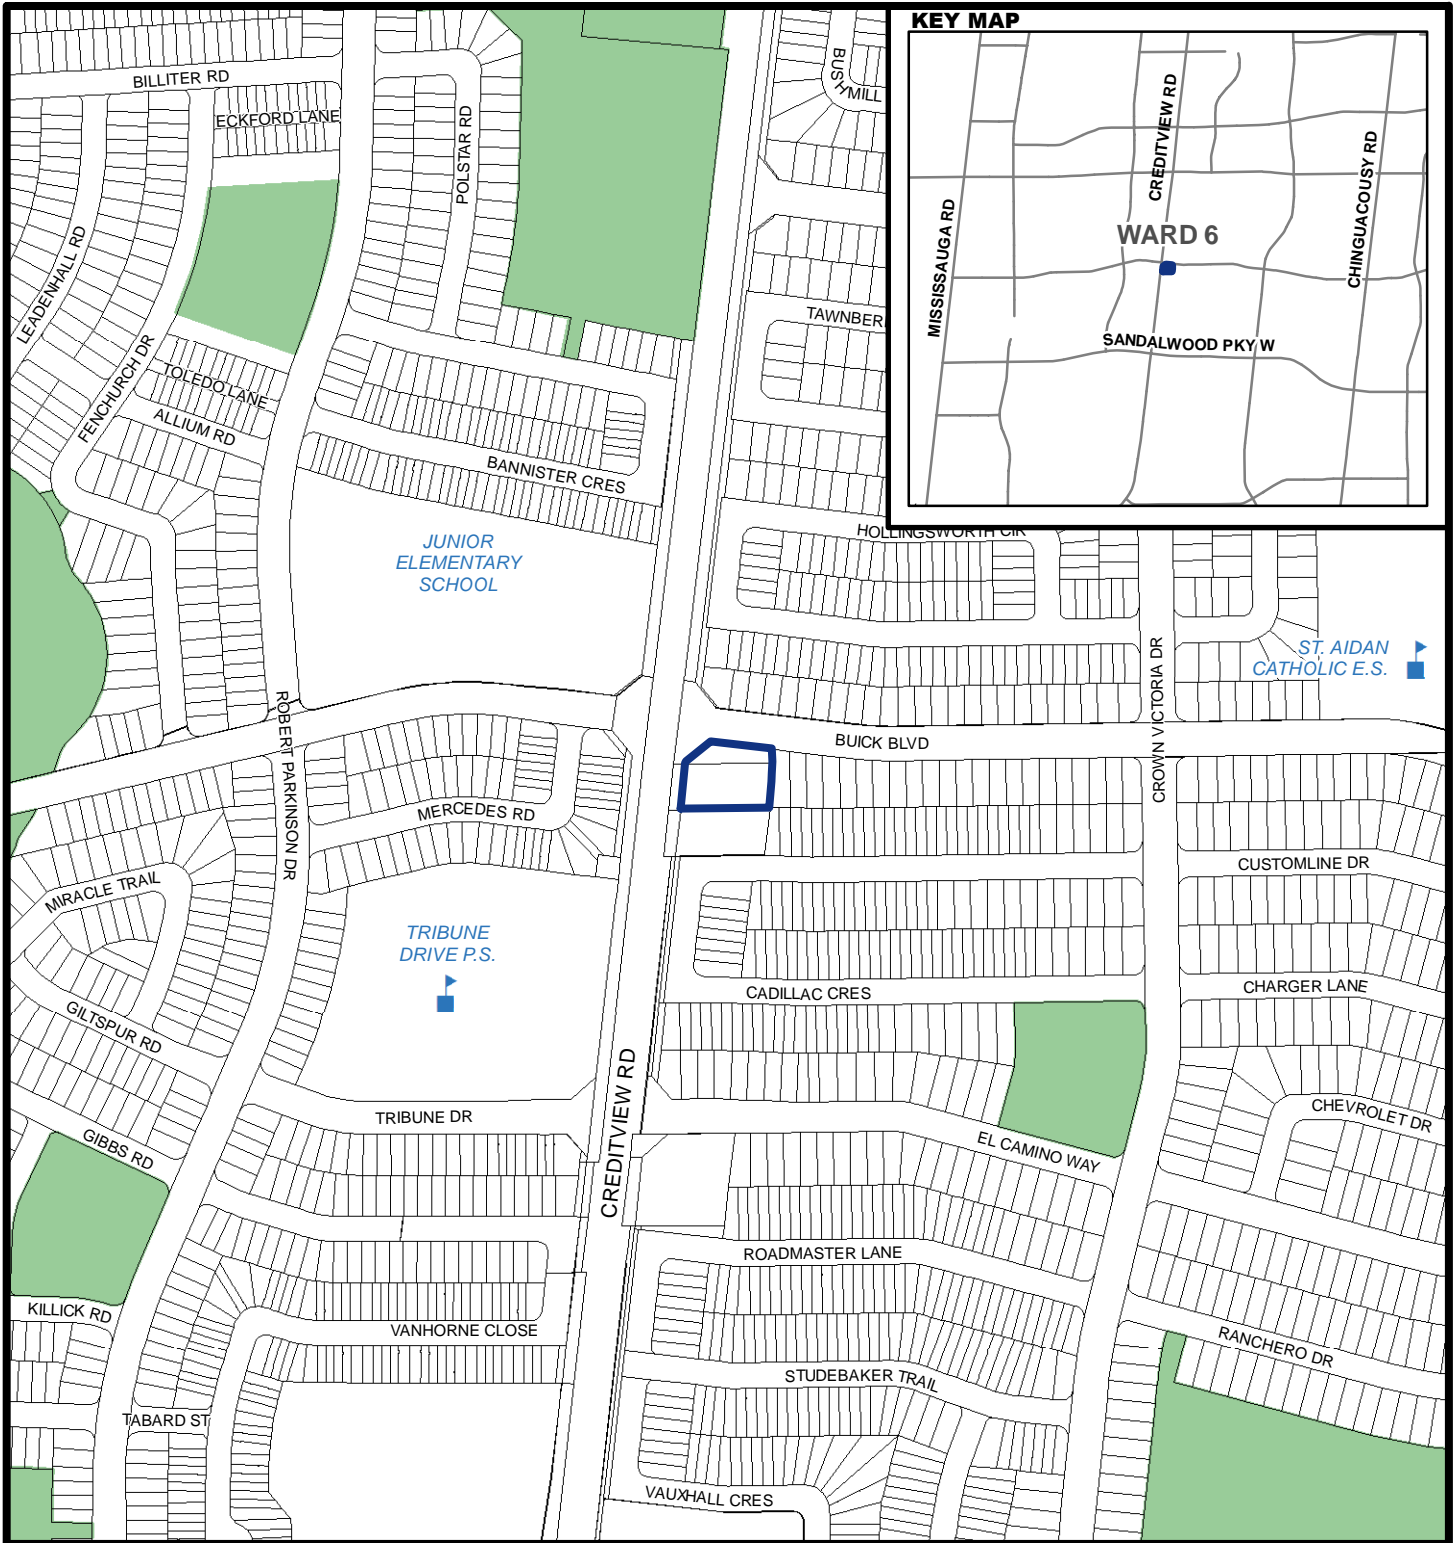 KEY MAP
CREDITVIEW RD
CHINGUACOUSY RD
MISSISSAUGA RD
WARD 6
SANDALWOOD PKY W
BILLITER RD
ECKFORD LANE
POLSTAR RD
BUSHMILL
LEADENHALL RD
TAWNBER
FENCHURCH DR
TOLEDO LANE
ALLIUM RD
BANNISTER CRES
HOLLINGSWORTH CIR
JUNIOR
ELEMENTARY
SCHOOL
ST. AIDAN
CATHOLIC E.S.
CROWN VICTORIA DR
ROBERT PARKINSON DR
BUICK BLVD
MERCEDES RD
CUSTOMLINE DR
MIRACLE TRAIL
TRIBUNE
DRIVE P.S.
CADILLAC CRES
CHARGER LANE
GILTSPUR RD
CREDITVIEW RD
TRIBUNE DR
CHEVROLET DR
GIBBS RD
EL CAMINO WAY
ROADMASTER LANE
KILLICK RD
VANHORNE CLOSE
RANCHERO DR
STUDEBAKER TRAIL
TABARD ST
VAUXHALL CRES